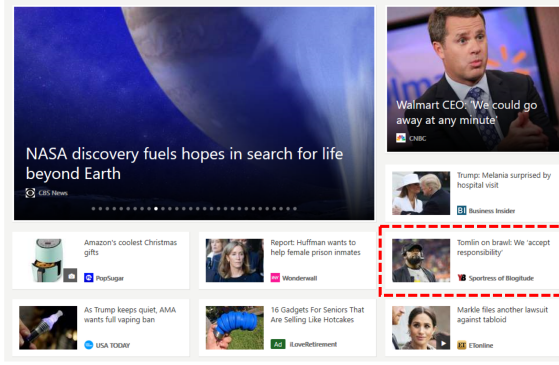 NASA discovery fuels hopes in search for life
beyond Earth
CBS News
Walmart CEO: 'We could go
away at any minute'
CNBC
Trump: Melania surprised by
hospital visit
BI Business Insider
Amazon's coolest Christmas
gifts
PopSugar
Report: Huffman wants to
help female prison inmates
Wonderwall
Tomlin on brawl: We 'accept
responsibility'
Sportress of Blogitude
As Trump keeps quiet, AMA
wants full vaping ban
USA TODAY
16 Gadgets For Seniors That
Are Selling Like Hotcakes
Ad iLoveRetirement
Markle files another lawsuit
against tabloid
ET ETonline